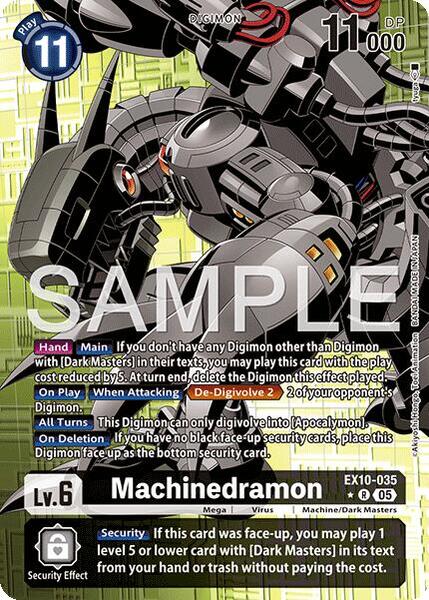 DIGIMON
Play
11
11000
DP
Iyuga
SAMPLE
©Akiyoshi Hongo, Toei Animation BANDAI MADE IN JAPAN
Hand Main If you don't have any Digimon other than Digimon
with [Dark Masters] in their texts, you may play this card with the play
cost reduced by 5. At turn end, delete the Digimon this effect played.
On Play When Attacking De-Digivolve 2 2 of your opponent's
Digimon.
All Turns This Digimon can only digivolve into [Apocalymon].
On Deletion If you have no black face-up security cards, place this
Digimon face up as the bottom security card.
Lv.6
Machinedramon
EX10-035
R 05
Mega Virus Machine/Dark Masters
Security Effect
Security If this card was face-up, you may play 1
level 5 or lower card with [Dark Masters] in its text
from your hand or trash without paying the cost.